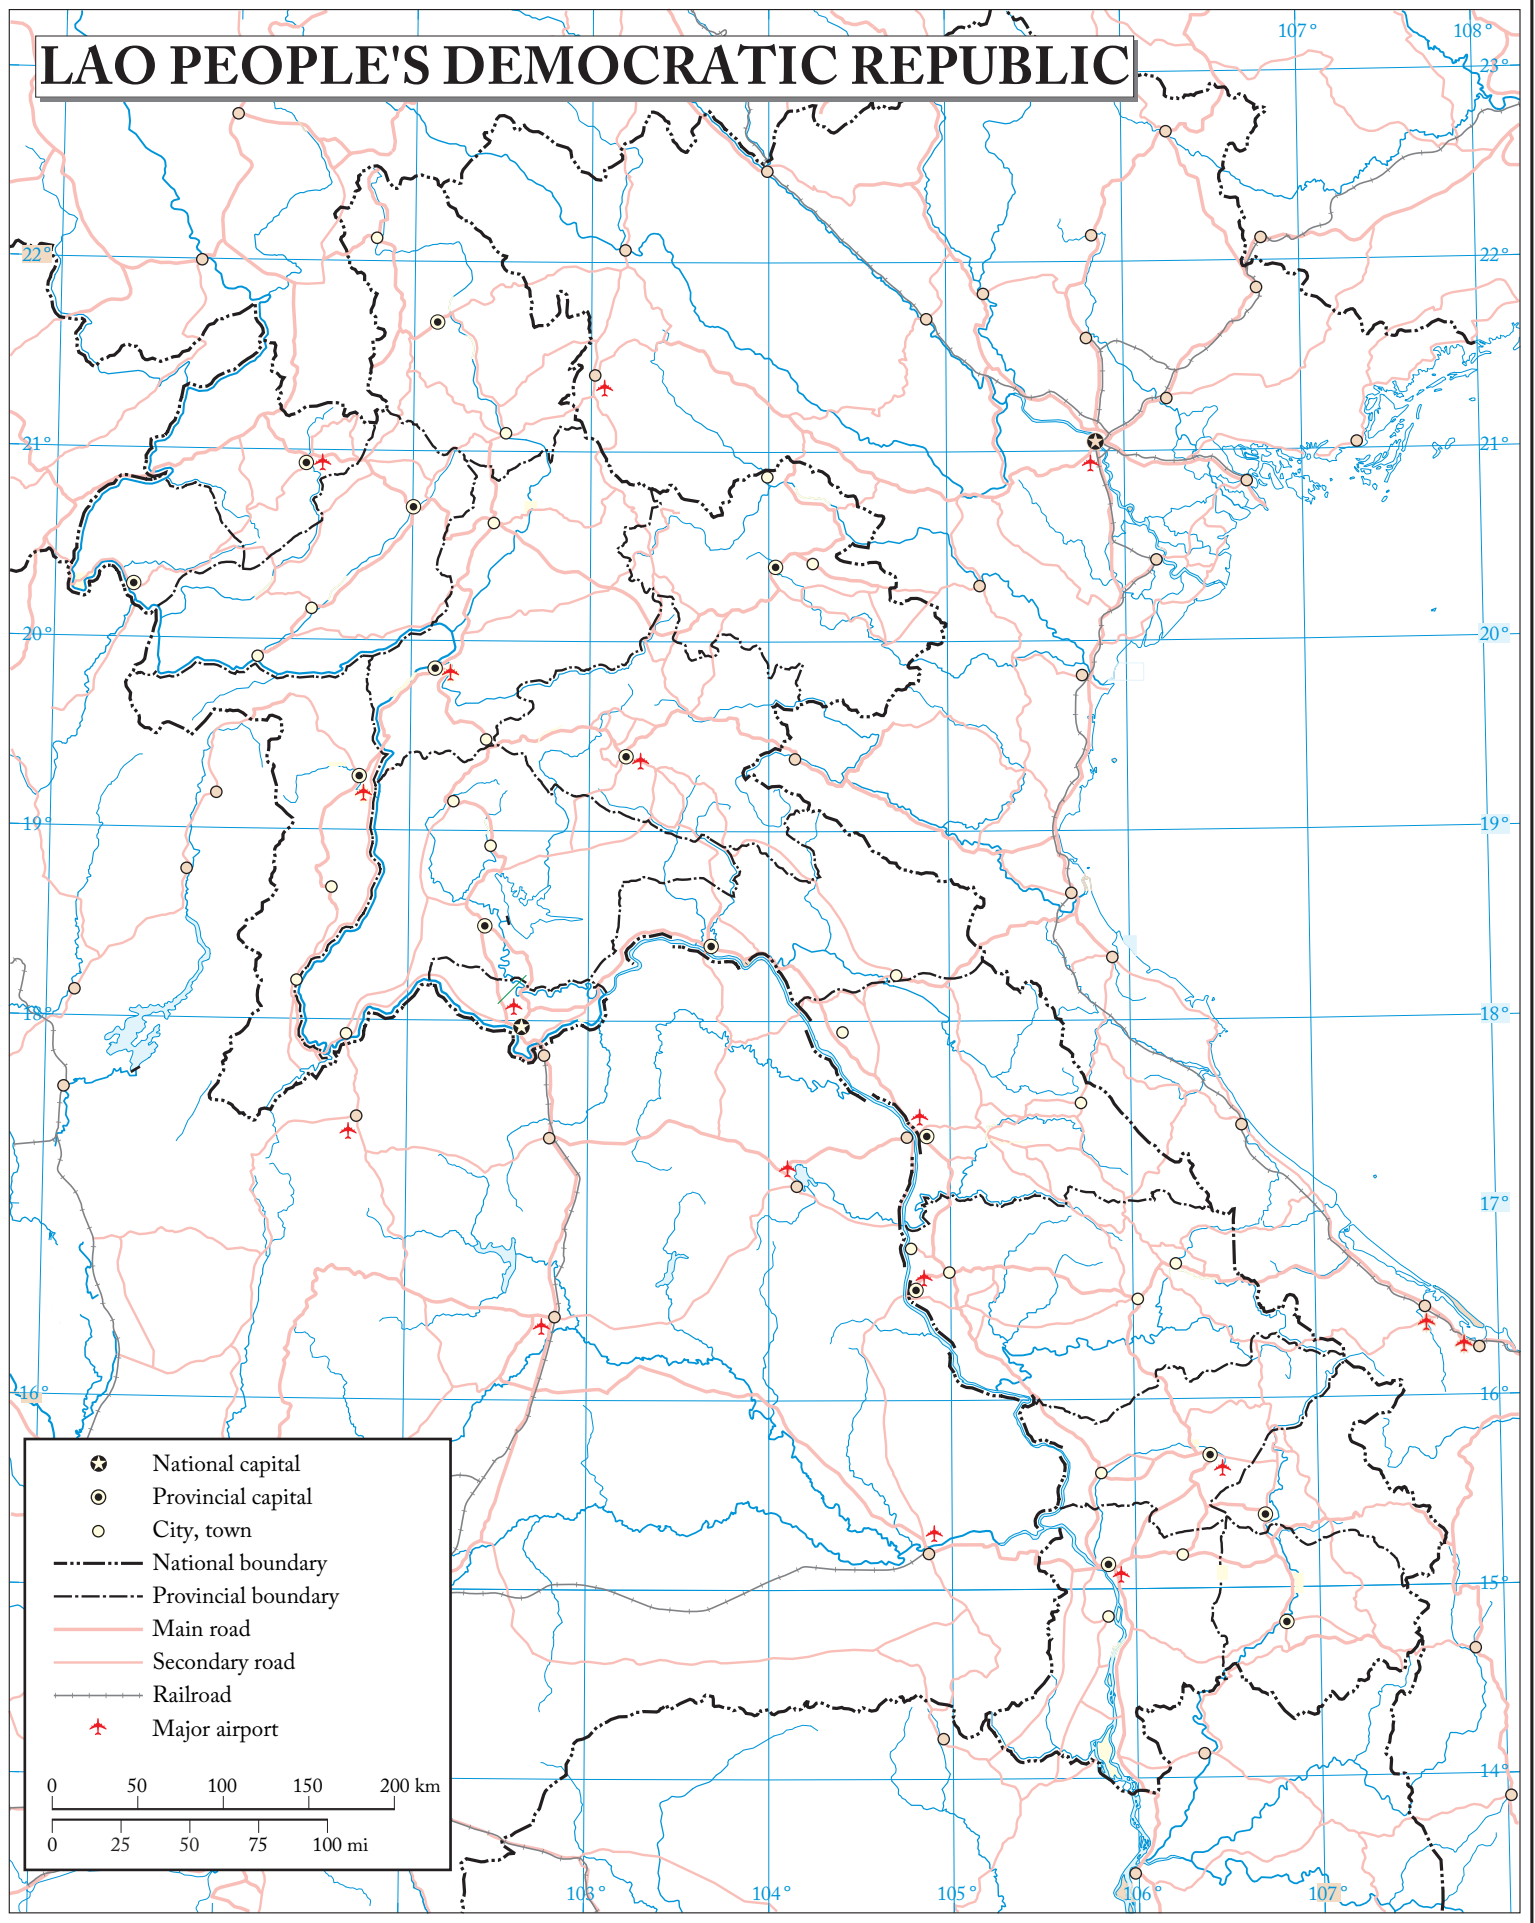 107° 108°
LAO PEOPLE'S DEMOCRATIC REPUBLIC
23°
22° 22°
21° 21°
20° 20°
19° 19°
18° 18°
17°
16° 16°
National capital
Provincial capital
City, town
National boundary
15°
Provincial boundary
Main road
Secondary road
Railroad
Major airport
14°
0 50 100 150 200 km
0 25 50 75 100 mi
103° 104° 105° 106° 107°